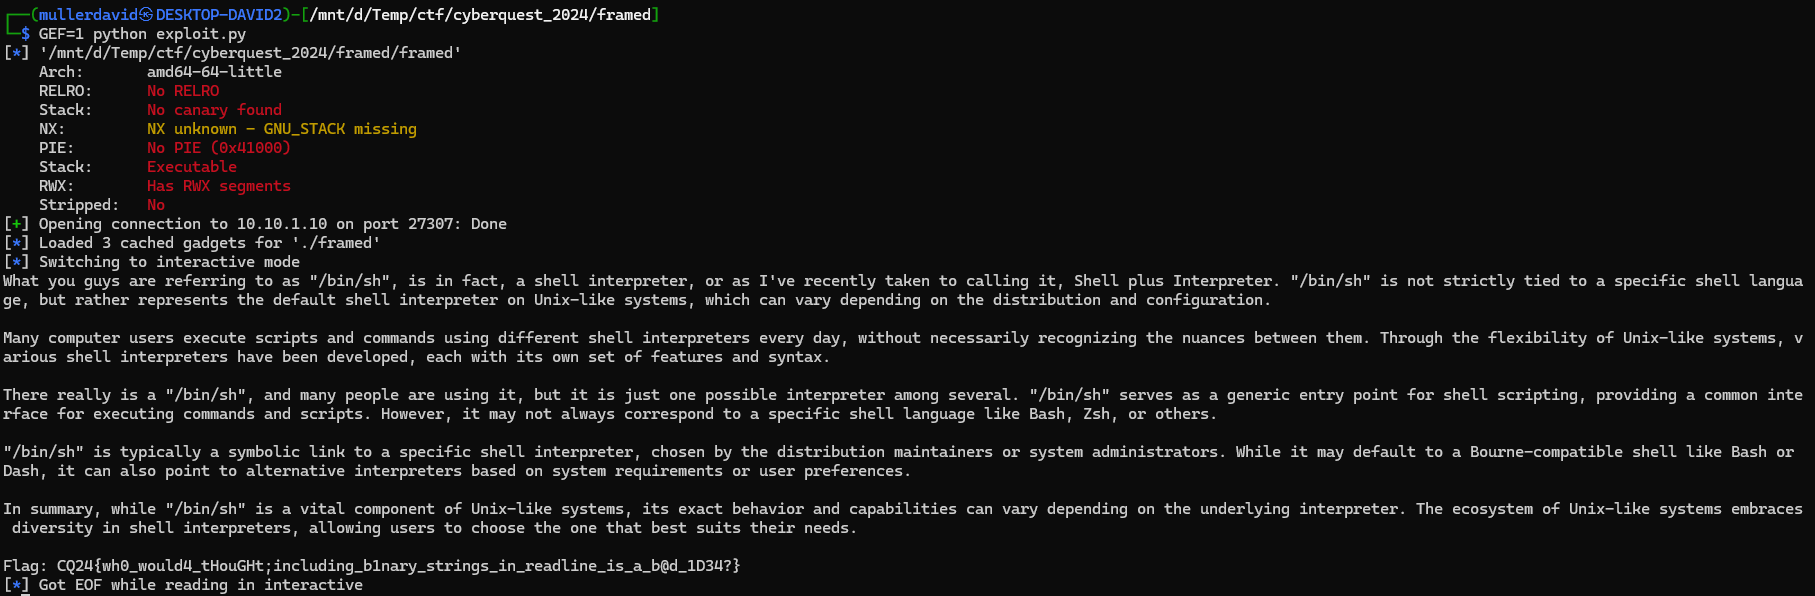 ┌──(mullerdavid㉿DESKTOP-DAVID2)-[/mnt/d/Temp/ctf/cyberquest_2024/framed]
└─$ GEF=1 python exploit.py
[*] '/mnt/d/Temp/ctf/cyberquest_2024/framed/framed'
    Arch:       amd64-64-little
    RELRO:      No RELRO
    Stack:      No canary found
    NX:         NX unknown - GNU_STACK missing
    PIE:        No PIE (0x41000)
    Stack:      Executable
    RWX:        Has RWX segments
    Stripped:   No
[+] Opening connection to 10.10.1.10 on port 27307: Done
[*] Loaded 3 cached gadgets for './framed'
[*] Switching to interactive mode
What you guys are referring to as "/bin/sh", is in fact, a shell interpreter, or as I've recently taken to calling it, Shell plus Interpreter. "/bin/sh" is not strictly tied to a specific shell langua
ge, but rather represents the default shell interpreter on Unix-like systems, which can vary depending on the distribution and configuration.

Many computer users execute scripts and commands using different shell interpreters every day, without necessarily recognizing the nuances between them. Through the flexibility of Unix-like systems, v
arious shell interpreters have been developed, each with its own set of features and syntax.

There really is a "/bin/sh", and many people are using it, but it is just one possible interpreter among several. "/bin/sh" serves as a generic entry point for shell scripting, providing a common inte
rface for executing commands and scripts. However, it may not always correspond to a specific shell language like Bash, Zsh, or others.

"/bin/sh" is typically a symbolic link to a specific shell interpreter, chosen by the distribution maintainers or system administrators. While it may default to a Bourne-compatible shell like Bash or
Dash, it can also point to alternative interpreters based on system requirements or user preferences.

In summary, while "/bin/sh" is a vital component of Unix-like systems, its exact behavior and capabilities can vary depending on the underlying interpreter. The ecosystem of Unix-like systems embraces
 diversity in shell interpreters, allowing users to choose the one that best suits their needs.

Flag: CQ24{wh0_would4_tHouGHt;including_b1nary_strings_in_readline_is_a_b@d_1D34?}
[*] Got EOF while reading in interactive